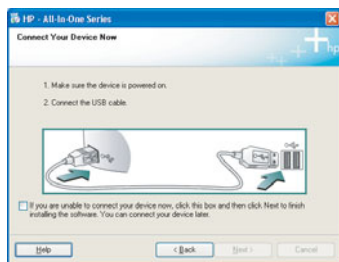 HP - All-In-One Series
Connect Your Device Now
hp
1. Make sure the device is powered on.
2. Connect the USB cable.
If you are unable to connect your device now, click this box and then click Next to finish
installing the software. You can connect your device later.
Help
< Back
Next >
Cancel